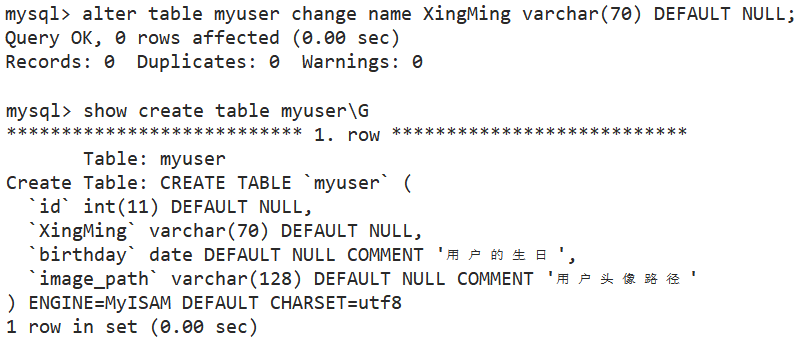 mysql> alter table myuser change name XingMing varchar(70) DEFAULT NULL;
Query OK, 0 rows affected (0.00 sec)
Records: 0  Duplicates: 0  Warnings: 0
mysql> show create table myuser\G
*************************** 1. row ***************************
       Table: myuser
Create Table: CREATE TABLE `myuser` (
  `id` int(11) DEFAULT NULL,
  `XingMing` varchar(70) DEFAULT NULL,
  `birthday` date DEFAULT NULL COMMENT '用户的生日',
  `image_path` varchar(128) DEFAULT NULL COMMENT '用户头像路径'
) ENGINE=MyISAM DEFAULT CHARSET=utf8
1 row in set (0.00 sec)